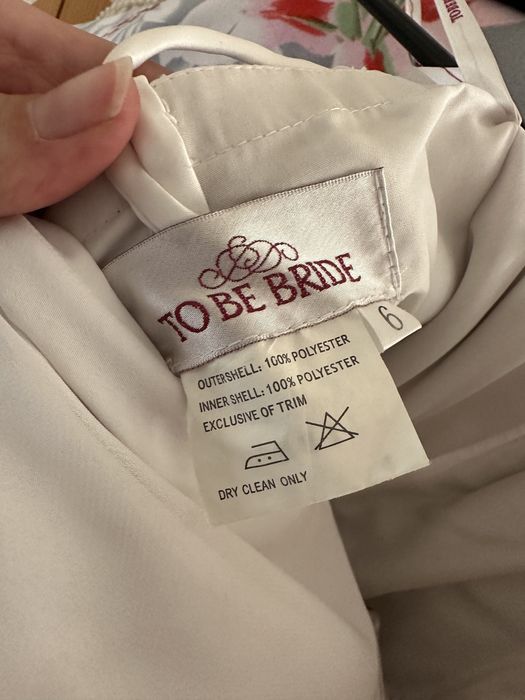 TO BE BRIDE
6
OUTERSHELL: 100% POLYESTER
INNER SHELL: 100% POLYESTER
EXCLUSIVE OF TRIM
DRY CLEAN ONLY